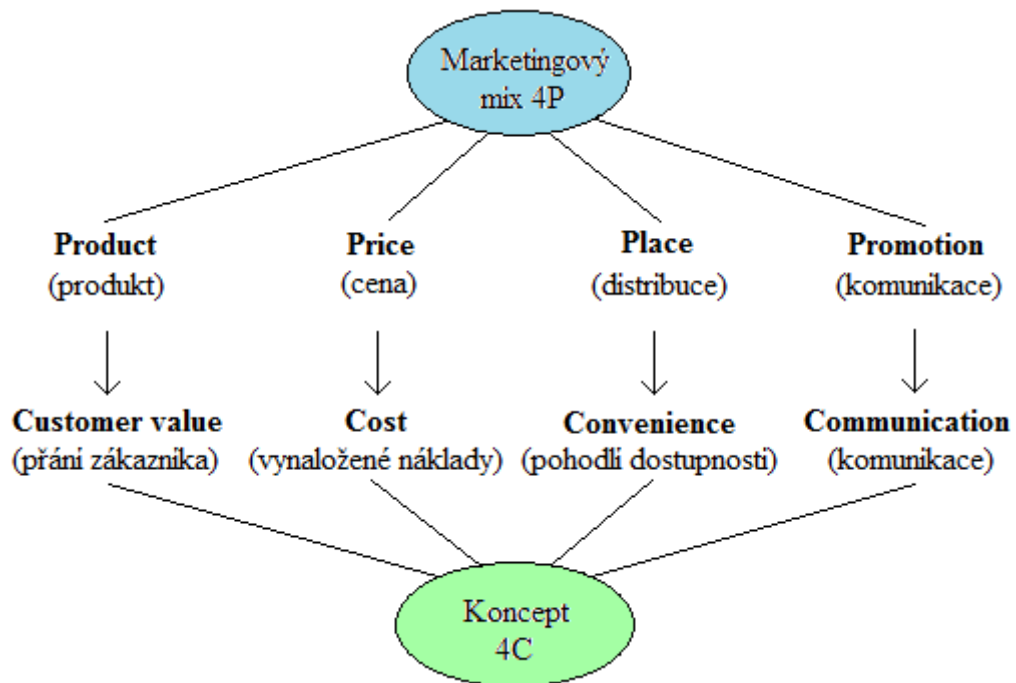 Marketingový
mix 4P
Product
(produkt)
Price
(cena)
Place
(distribuce)
Promotion
(komunikace)
Customer value
(přání zákazníka)
Cost
(vynaložené náklady)
Convenience
(pohodlí dostupnosti)
Communication
(komunikace)
Koncept
4C